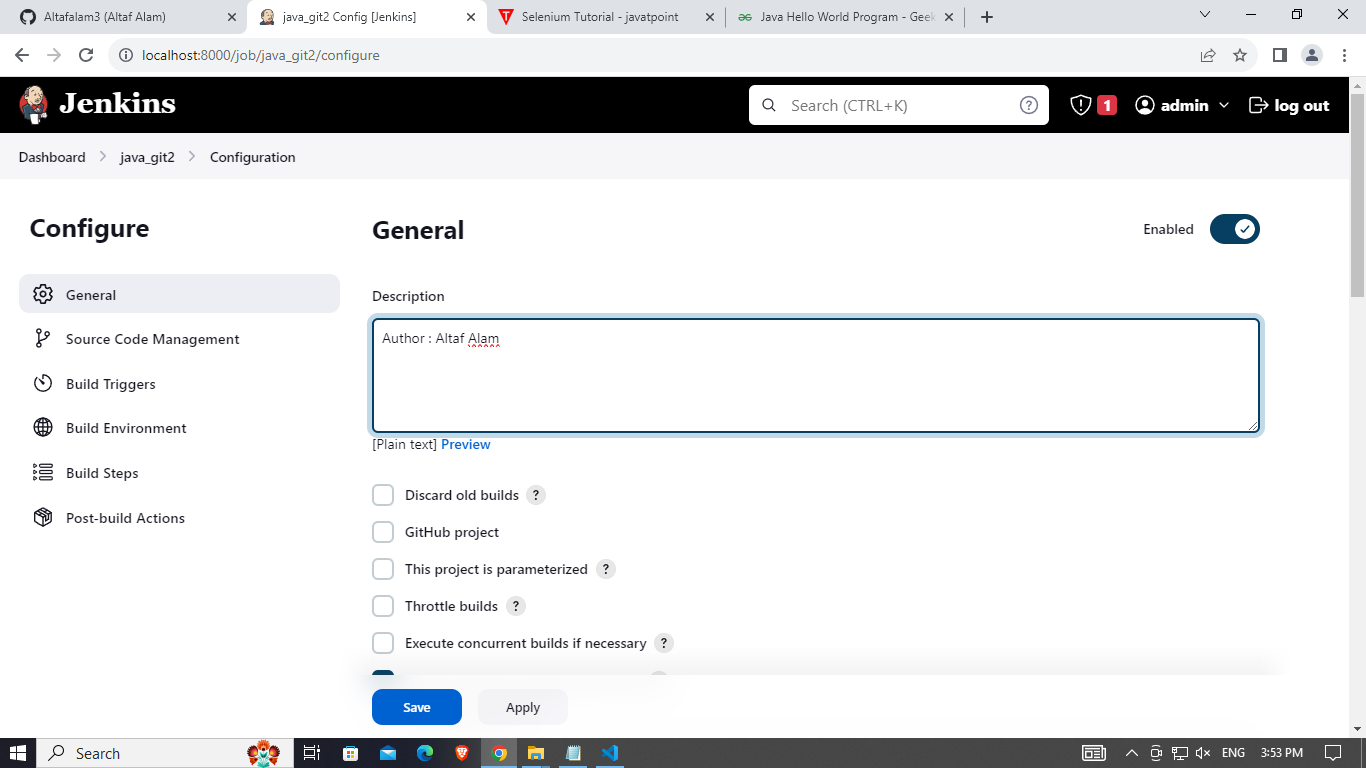 Altafalam3 (Altaf Alam)
java_git2 Config [Jenkins]
Selenium Tutorial - javatpoint
Java Hello World Program - Geek
localhost:8000/job/java_git2/configure
Jenkins
Search (CTRL+K)
?
1
admin
log out
Dashboard
java_git2
Configuration
Configure
General
Source Code Management
Build Triggers
Build Environment
Build Steps
Post-build Actions
General
Enabled
Description
Author : Altaf Alam
[Plain text] Preview
Discard old builds ?
GitHub project
This project is parameterized ?
Throttle builds ?
Execute concurrent builds if necessary ?
Save
Apply
Search
ENG
3:53 PM